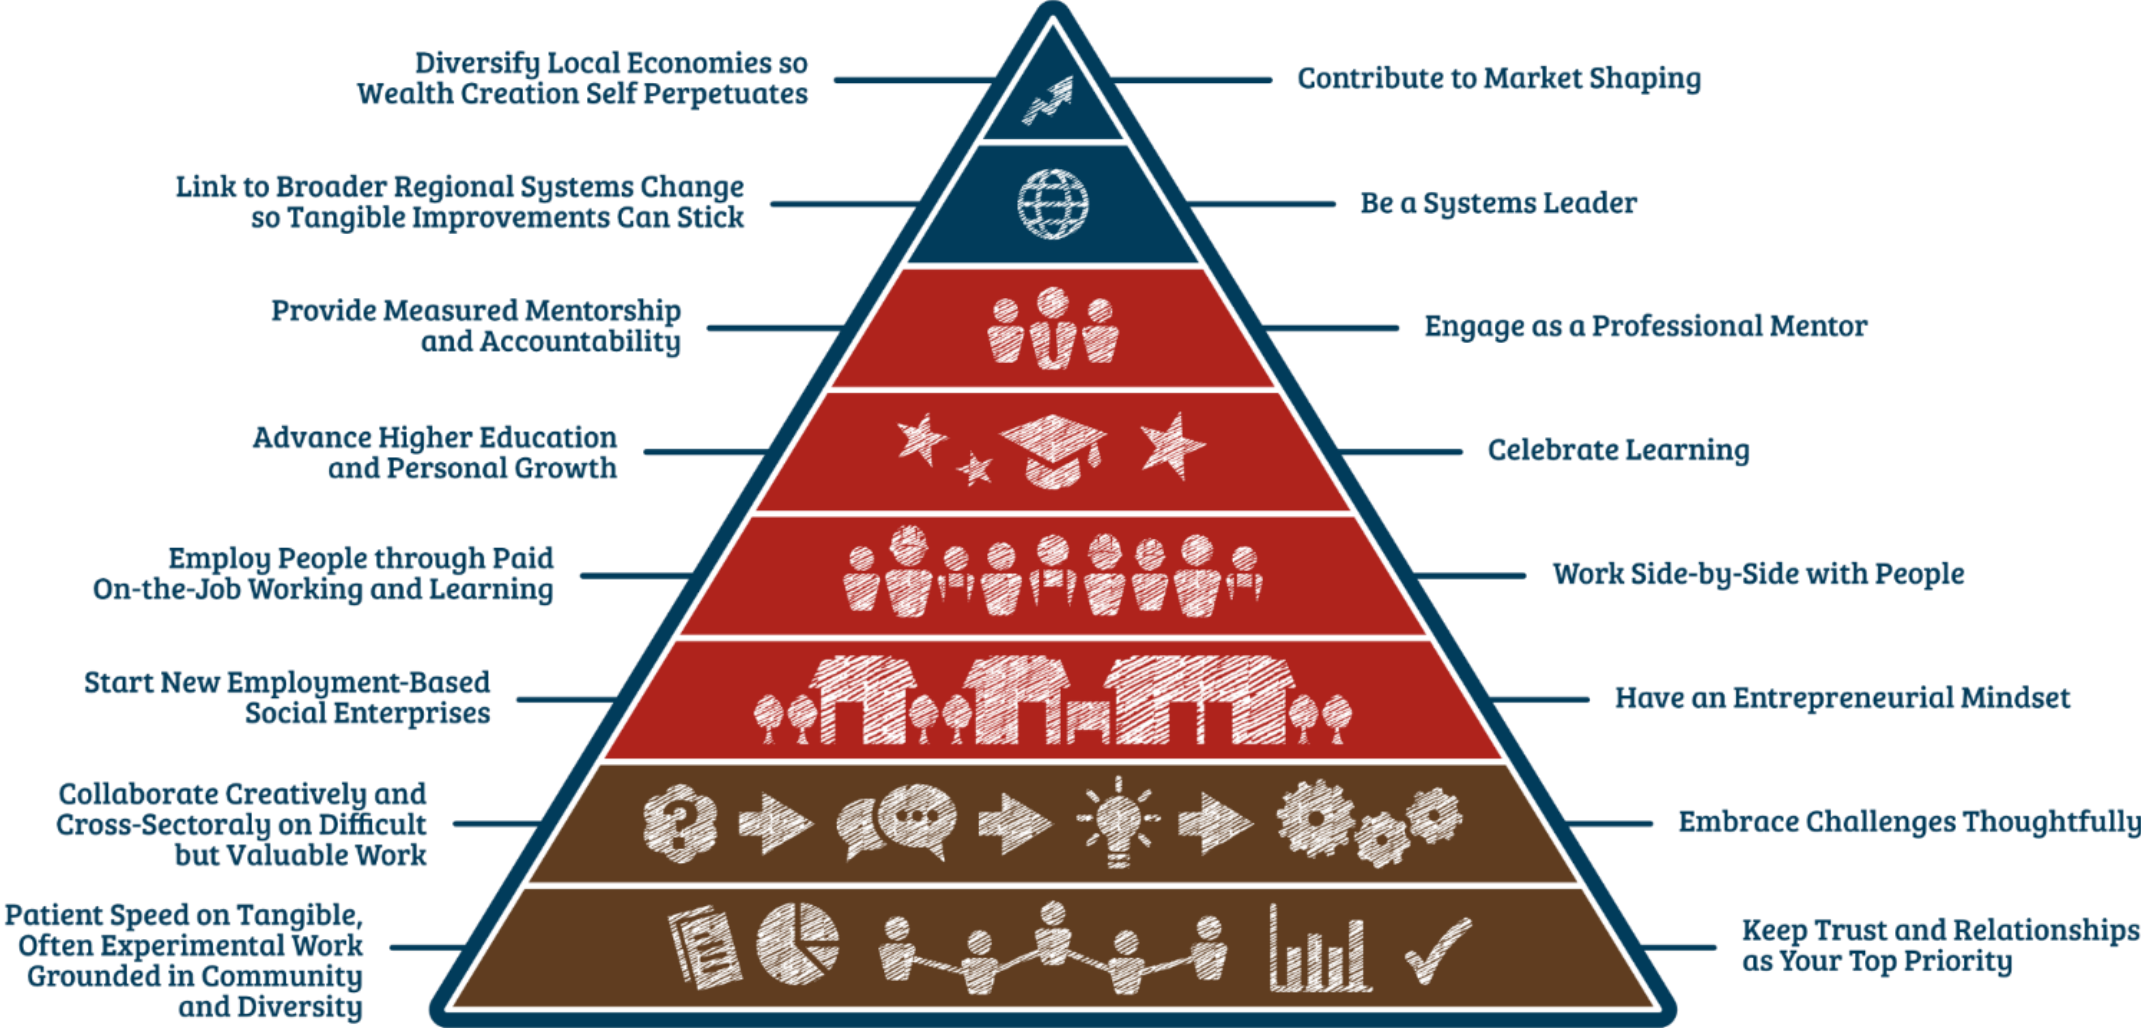 Diversify Local Economies so
Wealth Creation Self Perpetuates
Contribute to Market Shaping
Link to Broader Regional Systems Change
so Tangible Improvements Can Stick
Be a Systems Leader
Provide Measured Mentorship
and Accountability
Engage as a Professional Mentor
Advance Higher Education
and Personal Growth
Celebrate Learning
Employ People through Paid
On-the-Job Working and Learning
Work Side-by-Side with People
Start New Employment-Based
Social Enterprises
Have an Entrepreneurial Mindset
Collaborate Creatively and
Cross-Sectoraly on Difficult
but Valuable Work
?
Embrace Challenges Thoughtfully
Patient Speed on Tangible,
Often Experimental Work
Grounded in Community
and Diversity
Keep Trust and Relationships
as Your Top Priority